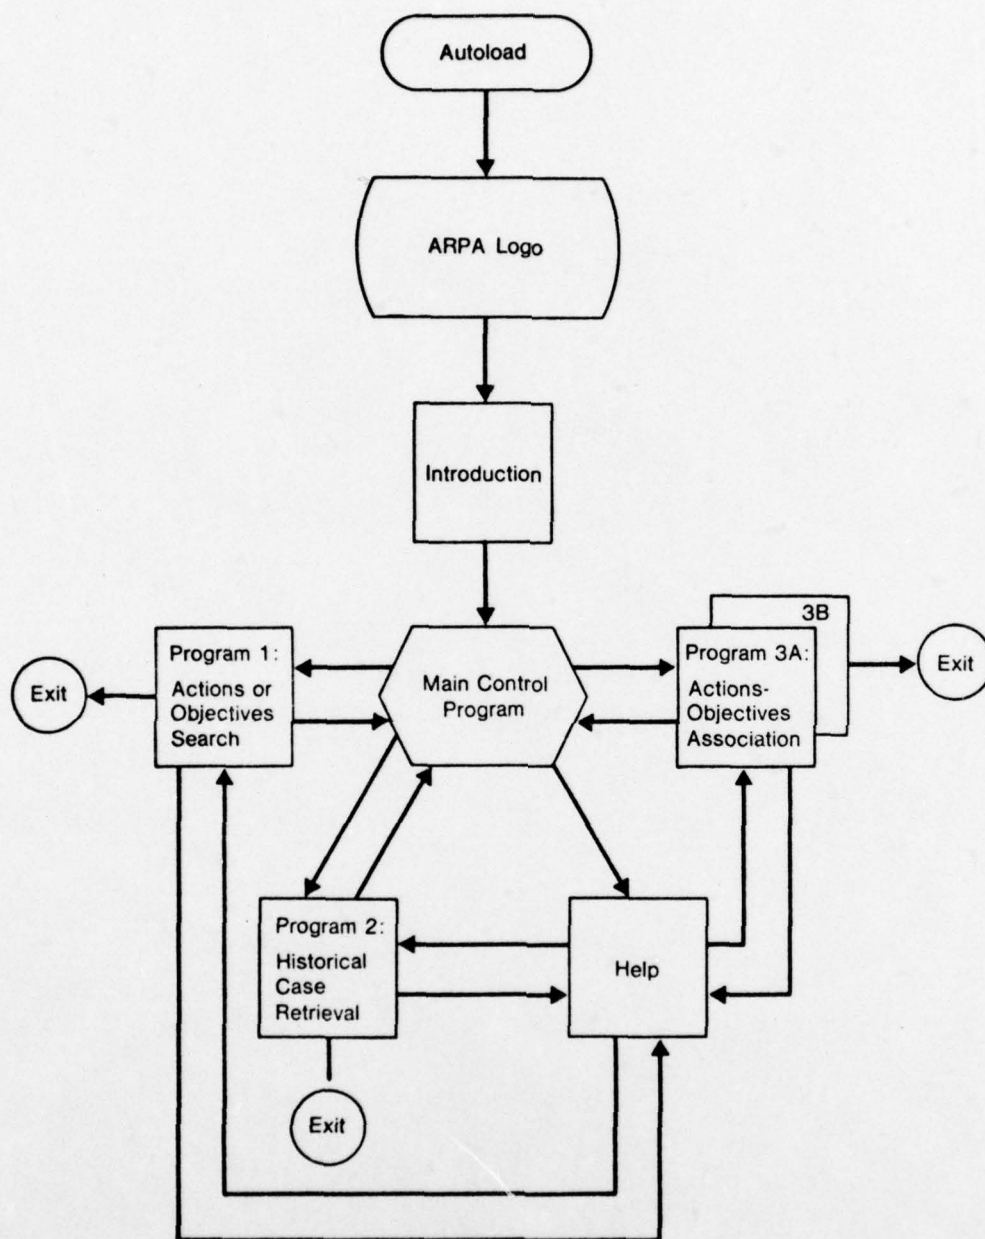 Autoload
ARPA Logo
Introduction
3B
Program 1:
Actions or
Objectives
Search
Exit
Main Control
Program
Program 3A:
Actions-
Objectives
Association
Exit
Program 2:
Historical
Case
Retrieval
Help
Exit